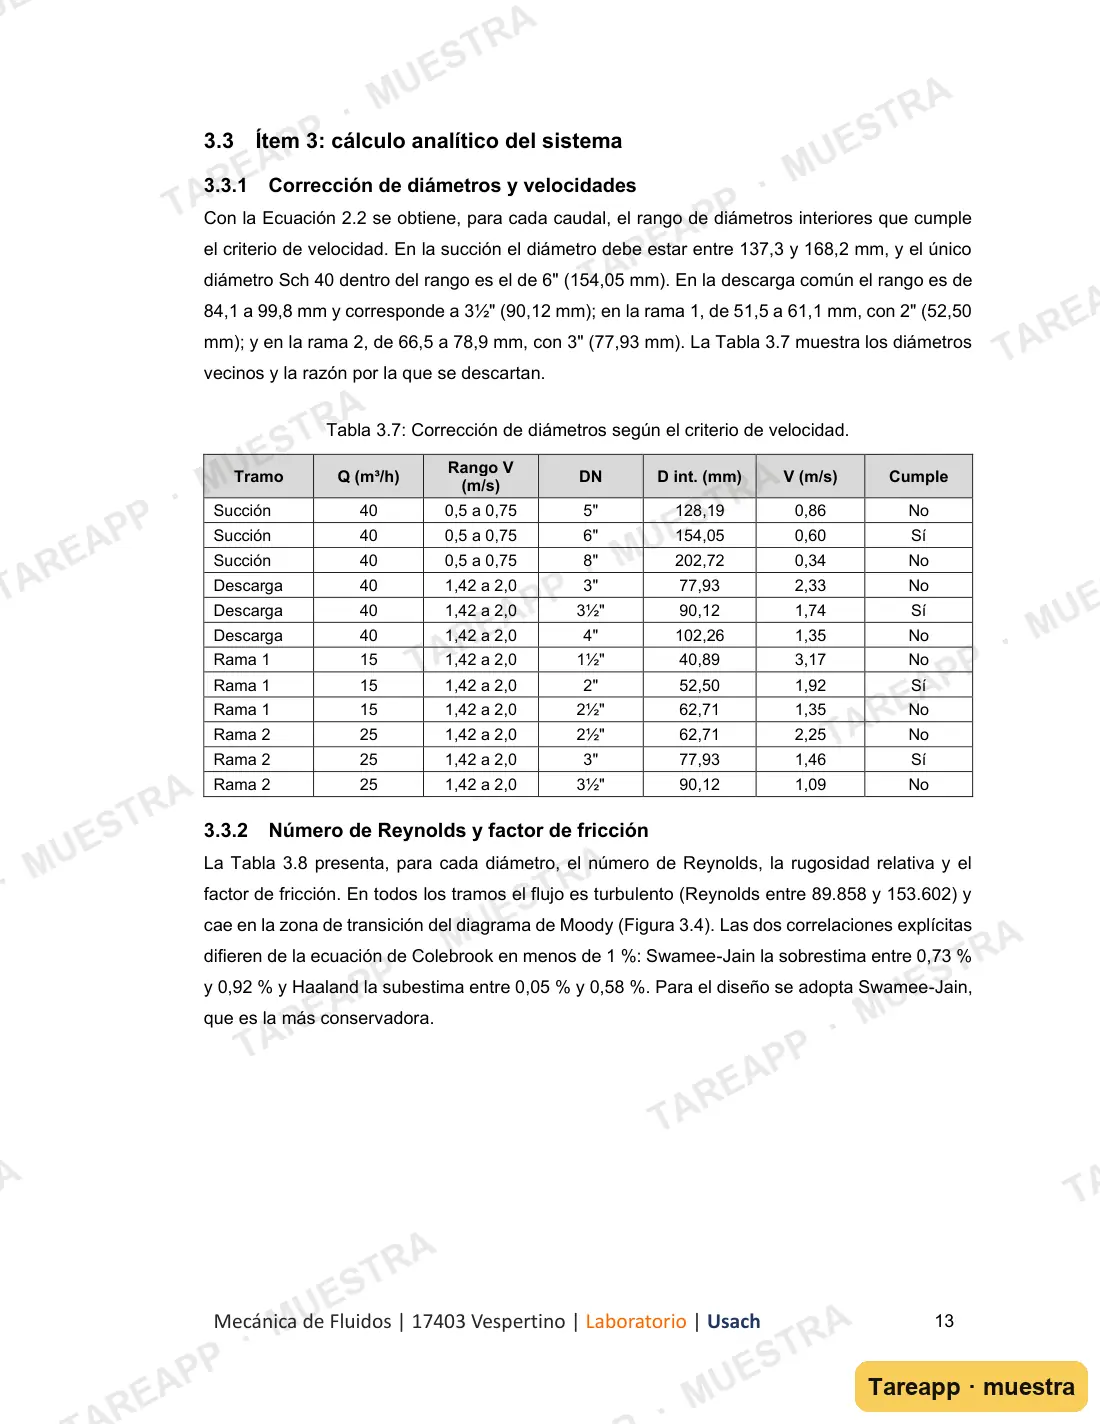 3.3 Ítem 3: cálculo analítico del sistema
3.3.1 Corrección de diámetros y velocidades
Con la Ecuación 2.2 se obtiene, para cada caudal, el rango de diámetros interiores que cumple
el criterio de velocidad. En la succión el diámetro debe estar entre 137,3 y 168,2 mm, y el único
diámetro Sch 40 dentro del rango es el de 6" (154,05 mm). En la descarga común el rango es de
84,1 a 99,8 mm y corresponde a 3½" (90,12 mm); en la rama 1, de 51,5 a 61,1 mm, con 2" (52,50
mm); y en la rama 2, de 66,5 a 78,9 mm, con 3" (77,93 mm). La Tabla 3.7 muestra los diámetros
vecinos y la razón por la que se descartan.
Tabla 3.7: Corrección de diámetros según el criterio de velocidad.
Tramo Q (m³/h) Rango V (m/s) DN D int. (mm) V (m/s) Cumple
Succión 40 0,5 a 0,75 5" 128,19 0,86 No
Succión 40 0,5 a 0,75 6" 154,05 0,60 Sí
Succión 40 0,5 a 0,75 8" 202,72 0,34 No
Descarga 40 1,42 a 2,0 3" 77,93 2,33 No
Descarga 40 1,42 a 2,0 3½" 90,12 1,74 Sí
Descarga 40 1,42 a 2,0 4" 102,26 1,35 No
Rama 1 15 1,42 a 2,0 1½" 40,89 3,17 No
Rama 1 15 1,42 a 2,0 2" 52,50 1,92 Sí
Rama 1 15 1,42 a 2,0 2½" 62,71 1,35 No
Rama 2 25 1,42 a 2,0 2½" 62,71 2,25 No
Rama 2 25 1,42 a 2,0 3" 77,93 1,46 Sí
Rama 2 25 1,42 a 2,0 3½" 90,12 1,09 No
3.3.2 Número de Reynolds y factor de fricción
La Tabla 3.8 presenta, para cada diámetro, el número de Reynolds, la rugosidad relativa y el
factor de fricción. En todos los tramos el flujo es turbulento (Reynolds entre 89.858 y 153.602) y
cae en la zona de transición del diagrama de Moody (Figura 3.4). Las dos correlaciones explícitas
difieren de la ecuación de Colebrook en menos de 1 %: Swamee-Jain la sobrestima entre 0,73 %
y 0,92 % y Haaland la subestima entre 0,05 % y 0,58 %. Para el diseño se adopta Swamee-Jain,
que es la más conservadora.
Mecánica de Fluidos | 17403 Vespertino | Laboratorio | Usach 13
Tareapp · muestra
TAREAPP · MUESTRA
TAREAPP · MUESTRA
TAREAPP · MUESTRA
TAREAPP · MUESTRA
TAREAPP · MUESTRA
TAREAPP · MUESTRA
TAREAPP · MUESTRA
TAREAPP · MUESTRA